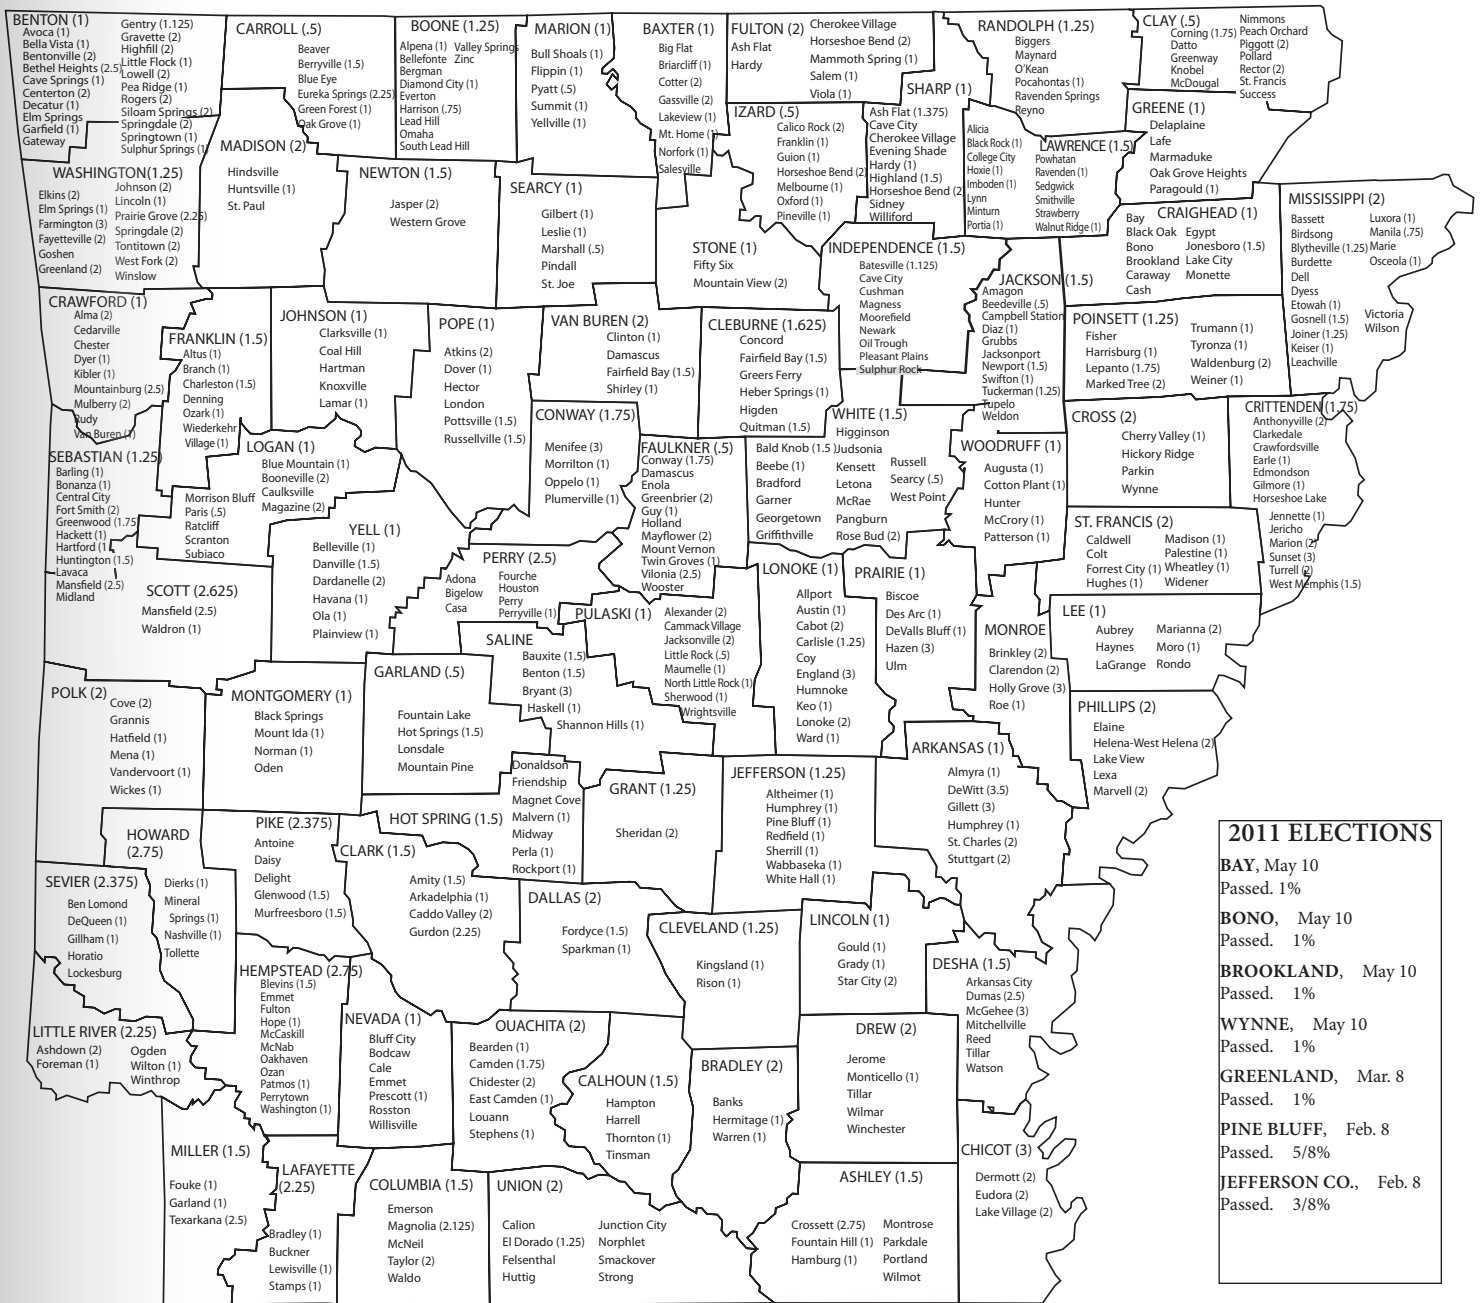 BENTON (1)
Avoca (1)
Bella Vista (1)
Bentonville (2)
Bethel Heights (2.5)
Cave Springs (1)
Centerton (2)
Decatur (1)
Elm Springs
Garfield (1)
Gateway
Gentry (1.125)
Gravette (2)
Highfill (2)
Little Flock (1)
Lowell (2)
Pea Ridge (1)
Rogers (2)
Siloam Springs (2)
Springdale (2)
Springtown (1)
Sulphur Springs (1)
CARROLL (.5)
Beaver
Berryville (1.5)
Blue Eye
Eureka Springs (2.25)
Green Forest (1)
Oak Grove (1)
BOONE (1.25)
Alpena (1)
Bellefonte
Bergman
Diamond City (1)
Everton
Harrison (.75)
Lead Hill
Omaha
South Lead Hill
Valley Springs
Zinc
MARION (1)
Bull Shoals (1)
Flippin (1)
Pyatt (.5)
Summit (1)
Yellville (1)
BAXTER (1)
Big Flat
Briarcliff (1)
Cotter (2)
Gassville (2)
Lakeview (1)
Mt. Home (1)
Norfork (1)
Salesville
FULTON (2)
Ash Flat
Hardy
Cherokee Village
Horseshoe Bend (2)
Mammoth Spring (1)
Salem (1)
Viola (1)
SHARP (1)
Ash Flat (1.375)
Cave City
Cherokee Village
Evening Shade
Hardy (1)
Highland (1.5)
Horseshoe Bend (2)
Sidney
Williford
RANDOLPH (1.25)
Biggers
Maynard
O'Kean
Pocahontas (1)
Ravenden Springs
Reyno
CLAY (.5)
Corning (1.75)
Datto
Greenway
Knobel
McDougal
Nimmons
Peach Orchard
Piggott (2)
Pollard
Rector (2)
St. Francis
Success
GREENE (1)
Delaplaine
Lafe
Marmaduke
Oak Grove Heights
Paragould (1)
IZARD (.5)
Calico Rock (2)
Franklin (1)
Guion (1)
Horseshoe Bend (2)
Melbourne (1)
Oxford (1)
Pineville (1)
LAWRENCE (1.5)
Alicia
Black Rock (1)
College City
Hoxie (1)
Imboden (1)
Lynn
Minturn
Portia (1)
Powhatan
Ravenden (1)
Sedgwick
Smithville
Strawberry
Walnut Ridge (1)
WASHINGTON(1.25)
Elkins (2)
Elm Springs (1)
Farmington (3)
Fayetteville (2)
Goshen
Greenland (2)
Johnson (2)
Lincoln (1)
Prairie Grove (2.25)
Springdale (2)
Tontitown (2)
West Fork (2)
Winslow
MADISON (2)
Hindsville
Huntsville (1)
St. Paul
NEWTON (1.5)
Jasper (2)
Western Grove
SEARCY (1)
Gilbert (1)
Leslie (1)
Marshall (.5)
Pindall
St. Joe
STONE (1)
Fifty Six
Mountain View (2)
INDEPENDENCE (1.5)
Batesville (1.125)
Cave City
Cushman
Magness
Moorefield
Newark
Oil Trough
Pleasant Plains
Sulphur Rock
JACKSON (1.5)
Amagon
Beedeville (.5)
Campbell Station
Diaz (1)
Grubbs
Jacksonport
Newport (1.5)
Swifton (1)
Tuckerman (1.25)
Tupelo
Weldon
CRAIGHEAD (1)
Bay
Black Oak
Bono
Brookland
Caraway
Cash
Egypt
Jonesboro (1.5)
Lake City
Monette
MISSISSIPPI (2)
Bassett
Birdsong
Blytheville (1.25)
Burdette
Dell
Dyess
Etowah (1)
Gosnell (1.5)
Joiner (1.25)
Keiser (1)
Leachville
Luxora (1)
Manila (.75)
Marie
Osceola (1)
Victoria
Wilson
CRAWFORD (1)
Alma (2)
Cedarville
Chester
Dyer (1)
Kibler (1)
Mountainburg (2.5)
Mulberry (2)
Rudy
Van Buren (1)
FRANKLIN (1.5)
Altus (1)
Branch (1)
Charleston (1.5)
Denning
Ozark (1)
Wiederkehr
Village (1)
JOHNSON (1)
Clarksville (1)
Coal Hill
Hartman
Knoxville
Lamar (1)
POPE (1)
Atkins (2)
Dover (1)
Hector
London
Pottsville (1.5)
Russellville (1.5)
VAN BUREN (2)
Clinton (1)
Damascus
Fairfield Bay (1.5)
Shirley (1)
CLEBURNE (1.625)
Concord
Fairfield Bay (1.5)
Greers Ferry
Heber Springs (1)
Higden
Quitman (1.5)
POINSETT (1.25)
Fisher
Harrisburg (1)
Lepanto (1.75)
Marked Tree (2)
Trumann (1)
Tyronza (1)
Waldenburg (2)
Weiner (1)
CONWAY (1.75)
Menifee (3)
Morrilton (1)
Oppelo (1)
Plumerville (1)
FAULKNER (.5)
Conway (1.75)
Damascus
Enola
Greenbrier (2)
Guy (1)
Holland
Mayflower (2)
Mount Vernon
Twin Groves (1)
Vilonia (2.5)
Wooster
WHITE (1.5)
Bald Knob (1.5)
Beebe (1)
Bradford
Garner
Georgetown
Griffithville
Higginson
Judsonia
Kensett
Letona
McRae
Pangburn
Rose Bud (2)
Russell
Searcy (.5)
West Point
WOODRUFF (1)
Augusta (1)
Cotton Plant (1)
Hunter
McCrory (1)
Patterson (1)
CROSS (2)
Cherry Valley (1)
Hickory Ridge
Parkin
Wynne
CRITTENDEN (1.75)
Anthonyville (2)
Clarkedale
Crawfordsville
Earle (1)
Edmondson
Gilmore (1)
Horseshoe Lake
Jennette (1)
Jericho
Marion (2)
Sunset (3)
Turrell (2)
West Memphis (1.5)
SEBASTIAN (1.25)
Barling (1)
Bonanza (1)
Central City
Fort Smith (2)
Greenwood (1.75)
Hackett (1)
Hartford (1)
Huntington (1.5)
Lavaca
Mansfield (2.5)
Midland
LOGAN (1)
Blue Mountain (1)
Booneville (2)
Caulksville
Magazine (2)
Morrison Bluff
Paris (.5)
Ratcliff
Scranton
Subiaco
YELL (1)
Belleville (1)
Danville (1.5)
Dardanelle (2)
Havana (1)
Ola (1)
Plainview (1)
PERRY (2.5)
Adona
Bigelow
Casa
Fourche
Houston
Perry
Perryville (1)
ST. FRANCIS (2)
Caldwell
Colt
Forrest City (1)
Hughes (1)
Madison (1)
Palestine (1)
Wheatley (1)
Widener
SCOTT (2.625)
Mansfield (2.5)
Waldron (1)
PULASKI (1)
Alexander (2)
Cammack Village
Jacksonville (2)
Little Rock (.5)
Maumelle (1)
North Little Rock (1)
Sherwood (1)
Wrightsville
LONOKE (1)
Allport
Austin (1)
Cabot (2)
Carlisle (1.25)
Coy
England (3)
Humnoke
Keo (1)
Lonoke (2)
Ward (1)
PRAIRIE (1)
Biscoe
Des Arc (1)
DeValls Bluff (1)
Hazen (3)
Ulm
MONROE
Brinkley (2)
Clarendon (2)
Holly Grove (3)
Roe (1)
LEE (1)
Aubrey
Haynes
LaGrange
Marianna (2)
Moro (1)
Rondo
SALINE
Bauxite (1.5)
Benton (1.5)
Bryant (3)
Haskell (1)
Shannon Hills (1)
GARLAND (.5)
Fountain Lake
Hot Springs (1.5)
Lonsdale
Mountain Pine
POLK (2)
Cove (2)
Grannis
Hatfield (1)
Mena (1)
Vandervoort (1)
Wickes (1)
MONTGOMERY (1)
Black Springs
Mount Ida (1)
Norman (1)
Oden
PHILLIPS (2)
Elaine
Helena-West Helena (2)
Lake View
Lexa
Marvell (2)
HOT SPRING (1.5)
Donaldson
Friendship
Magnet Cove
Malvern (1)
Midway
Perla (1)
Rockport (1)
GRANT (1.25)
Sheridan (2)
JEFFERSON (1.25)
Altheimer (1)
Humphrey (1)
Pine Bluff (1)
Redfield (1)
Sherrill (1)
Wabbaseka (1)
White Hall (1)
ARKANSAS (1)
Almyra (1)
DeWitt (3.5)
Gillett (3)
Humphrey (1)
St. Charles (2)
Stuttgart (2)
HOWARD
(2.75)
Dierks (1)
Mineral
Springs (1)
Nashville (1)
Tollette
PIKE (2.375)
Antoine
Daisy
Delight
Glenwood (1.5)
Murfreesboro (1.5)
CLARK (1.5)
Amity (1.5)
Arkadelphia (1)
Caddo Valley (2)
Gurdon (2.25)
SEVIER (2.375)
Ben Lomond
DeQueen (1)
Gillham (1)
Horatio
Lockesburg
DALLAS (2)
Fordyce (1.5)
Sparkman (1)
CLEVELAND (1.25)
Kingsland (1)
Rison (1)
LINCOLN (1)
Gould (1)
Grady (1)
Star City (2)
DESHA (1.5)
Arkansas City
Dumas (2.5)
McGehee (3)
Mitchellville
Reed
Tillar
Watson
HEMPSTEAD (2.75)
Blevins (1.5)
Emmet
Fulton
Hope (1)
McCaskill
McNab
Oakhaven
Ozan
Patmos (1)
Perrytown
Washington (1)
LITTLE RIVER (2.25)
Ashdown (2)
Foreman (1)
Ogden
Wilton (1)
Winthrop
NEVADA (1)
Bluff City
Bodcaw
Cale
Emmet
Prescott (1)
Rosston
Willisville
OUACHITA (2)
Bearden (1)
Camden (1.75)
Chidester (2)
East Camden (1)
Louann
Stephens (1)
CALHOUN (1.5)
Hampton
Harrell
Thornton (1)
Tinsman
BRADLEY (2)
Banks
Hermitage (1)
Warren (1)
DREW (2)
Jerome
Monticello (1)
Tillar
Wilmar
Winchester
MILLER (1.5)
Fouke (1)
Garland (1)
Texarkana (2.5)
LAFAYETTE
(2.25)
Bradley (1)
Buckner
Lewisville (1)
Stamps (1)
COLUMBIA (1.5)
Emerson
Magnolia (2.125)
McNeil
Taylor (2)
Waldo
UNION (2)
Calion
El Dorado (1.25)
Felsenthal
Huttig
Junction City
Norphlet
Smackover
Strong
ASHLEY (1.5)
Crossett (2.75)
Fountain Hill (1)
Hamburg (1)
Montrose
Parkdale
Portland
Wilmot
CHICOT (3)
Dermott (2)
Eudora (2)
Lake Village (2)
2011 ELECTIONS
BAY, May 10
Passed. 1%
BONO, May 10
Passed. 1%
BROOKLAND, May 10
Passed. 1%
WYNNE, May 10
Passed. 1%
GREENLAND, Mar. 8
Passed. 1%
PINE BLUFF, Feb. 8
Passed. 5/8%
JEFFERSON CO., Feb. 8
Passed. 3/8%